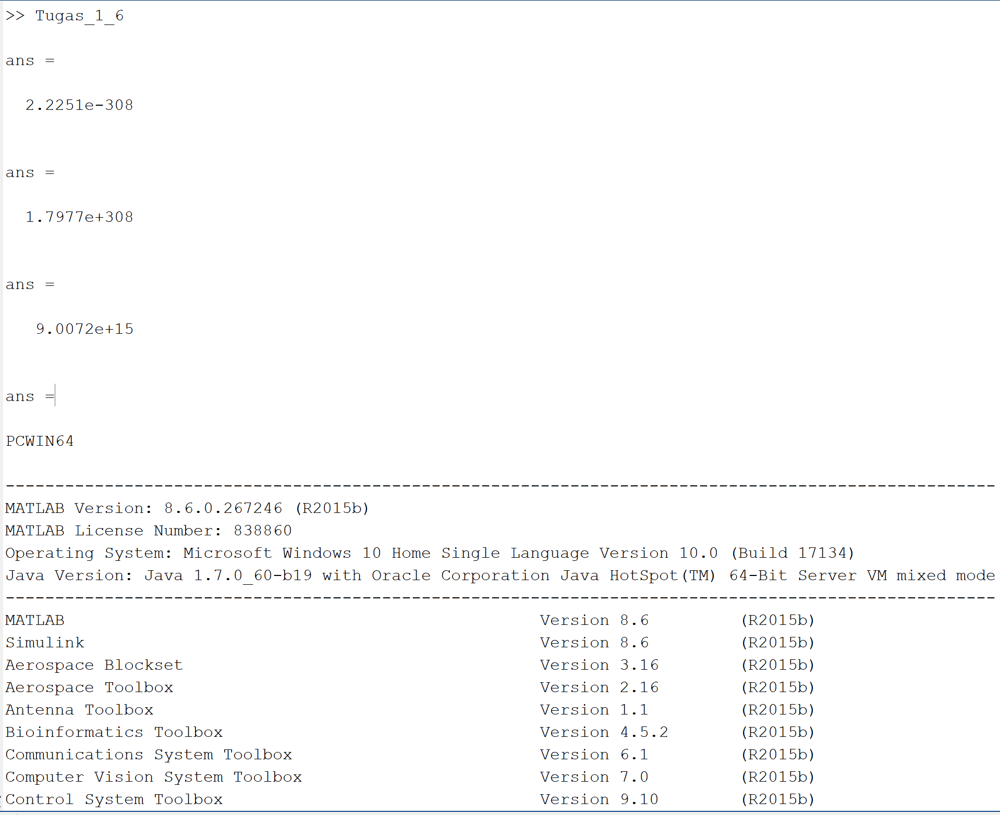 >> Tugas_1_6
ans =
2.2251e-308
ans =
1.7977e+308
ans =
9.0072e+15
ans =
PCWIN64
----------------------------------------------------------------------------------------------------
MATLAB Version: 8.6.0.267246 (R2015b)
MATLAB License Number: 838860
Operating System: Microsoft Windows 10 Home Single Language Version 10.0 (Build 17134)
Java Version: Java 1.7.0_60-b19 with Oracle Corporation Java HotSpot(TM) 64-Bit Server VM mixed mode
----------------------------------------------------------------------------------------------------
MATLAB Version 8.6 (R2015b)
Simulink Version 8.6 (R2015b)
Aerospace Blockset Version 3.16 (R2015b)
Aerospace Toolbox Version 2.16 (R2015b)
Antenna Toolbox Version 1.1 (R2015b)
Bioinformatics Toolbox Version 4.5.2 (R2015b)
Communications System Toolbox Version 6.1 (R2015b)
Computer Vision System Toolbox Version 7.0 (R2015b)
Control System Toolbox Version 9.10 (R2015b)